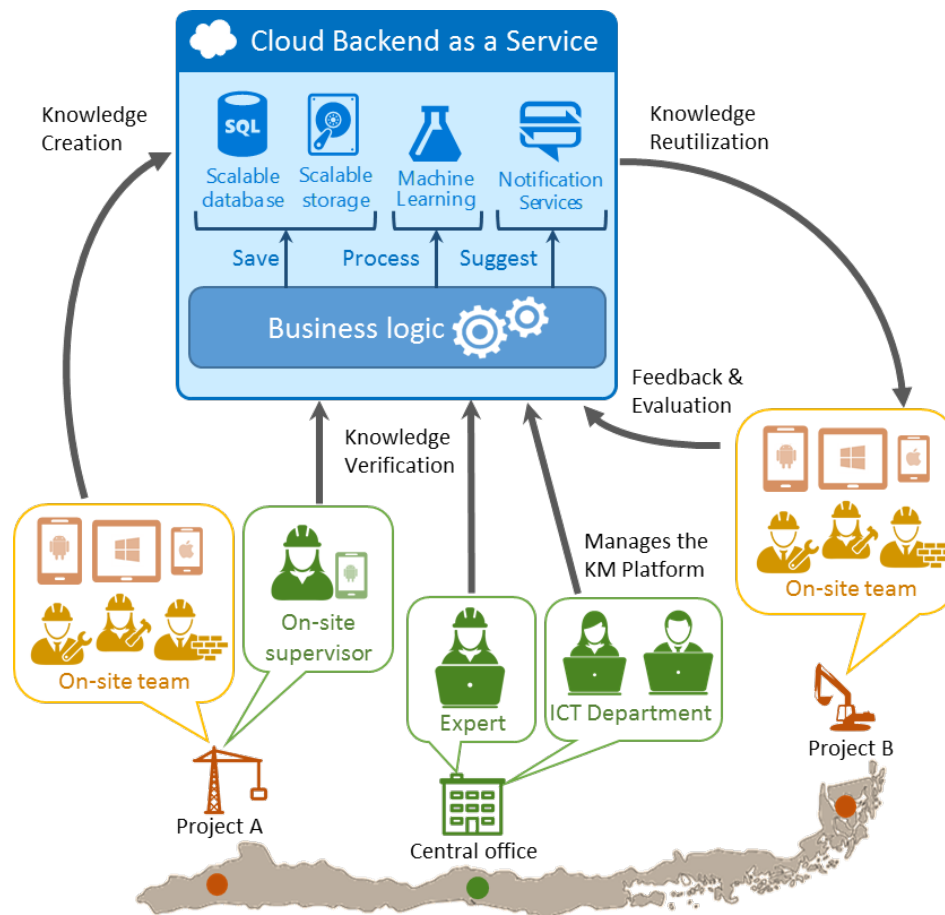 Cloud Backend as a Service
Knowledge
Creation
Knowledge
Reutilization
SQL
Scalable
database
Scalable
storage
Machine
Learning
Notification
Services
Save
Process
Suggest
Business logic
Feedback &
Evaluation
Knowledge
Verification
Manages the
KM Platform
On-site team
On-site
supervisor
Expert
ICT Department
On-site team
Project A
Central office
Project B